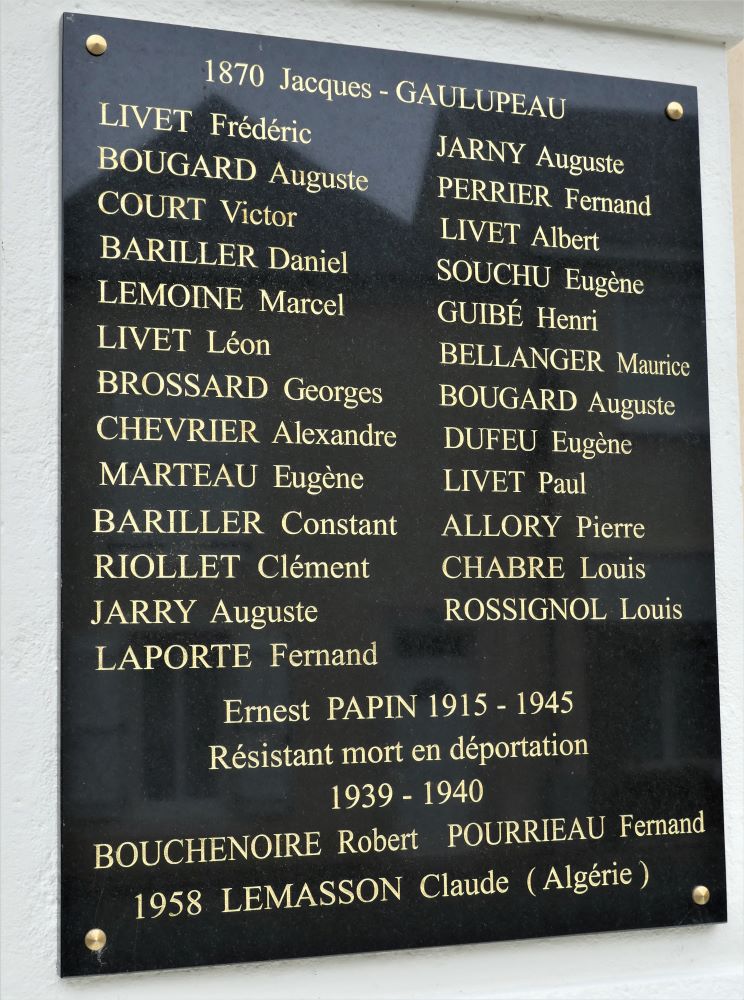 1870 Jacques - GAULUPEAU
LIVET Frédéric
BOUGARD Auguste
COURT Victor
BARILLER Daniel
LEMOINE Marcel
LIVET Léon
BROSSARD Georges
CHEVRIER Alexandre
MARTEAU Eugène
BARILLER Constant
RIOLLET Clément
JARRY Auguste
LAPORTE Fernand
JARNY Auguste
PERRIER Fernand
LIVET Albert
SOUCHU Eugène
GUIBÉ Henri
BELLANGER Maurice
BOUGARD Auguste
DUFEU Eugène
LIVET Paul
ALLORY Pierre
CHABRE Louis
ROSSIGNOL Louis
Ernest PAPIN 1915 - 1945
Résistant mort en déportation
1939 - 1940
BOUCHENOIRE Robert POURRIEAU Fernand
1958 LEMASSON Claude (Algérie)